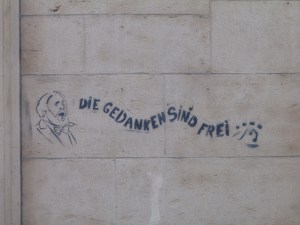 DIE GEDANKEN SIND FREI